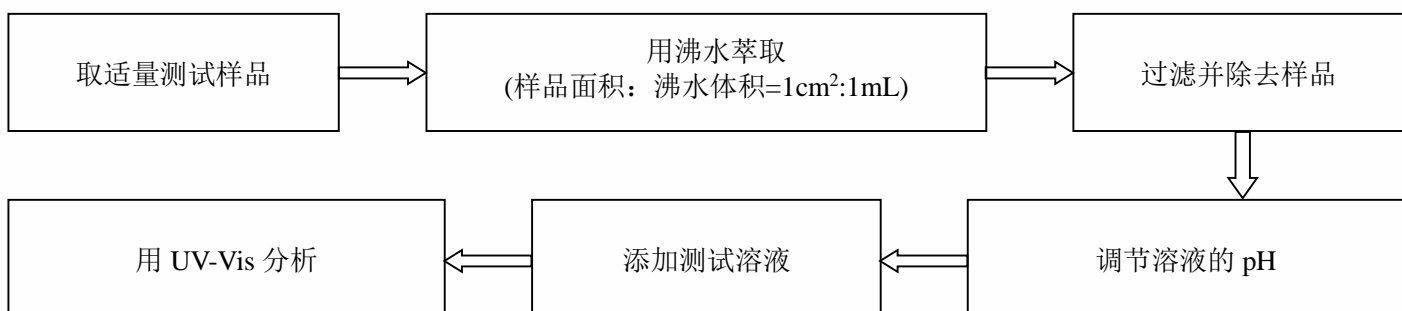 取适量测试样品
用沸水萃取
(样品面积：沸水体积=1cm²:1mL)
过滤并除去样品
调节溶液的 pH
添加测试溶液
用 UV-Vis 分析